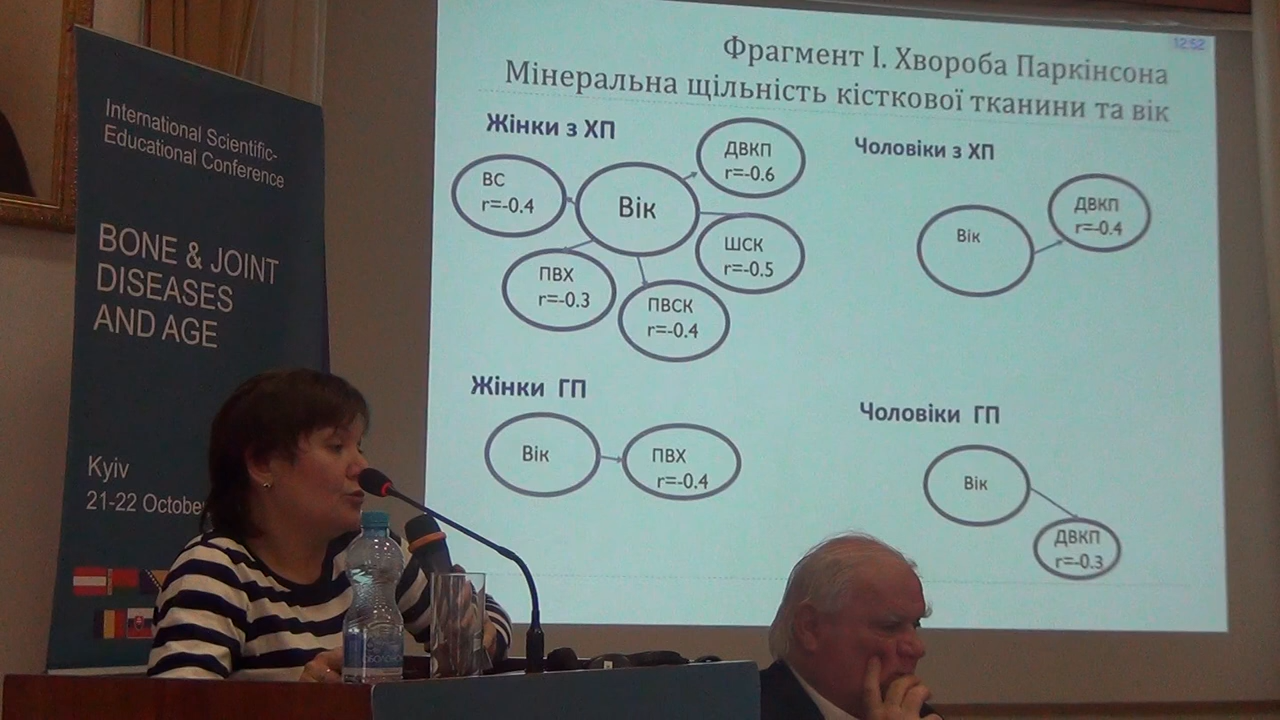 International Scientific-
Educational Conference
BONE & JOINT
DISEASES
AND AGE
Kyiv
21-22 October
12:52
Фрагмент І. Хвороба Паркінсона
Мінеральна щільність кісткової тканини та вік
Жінки з ХП
ВС
r=-0.4
Вік
ДВКП
r=-0.6
ШСК
r=-0.5
ПВХ
r=-0.3
ПВСК
r=-0.4
Чоловіки з ХП
Вік
ДВКП
r=-0.4
Жінки ГП
Вік
ПВХ
r=-0.4
Чоловіки ГП
Вік
ДВКП
r=-0.3